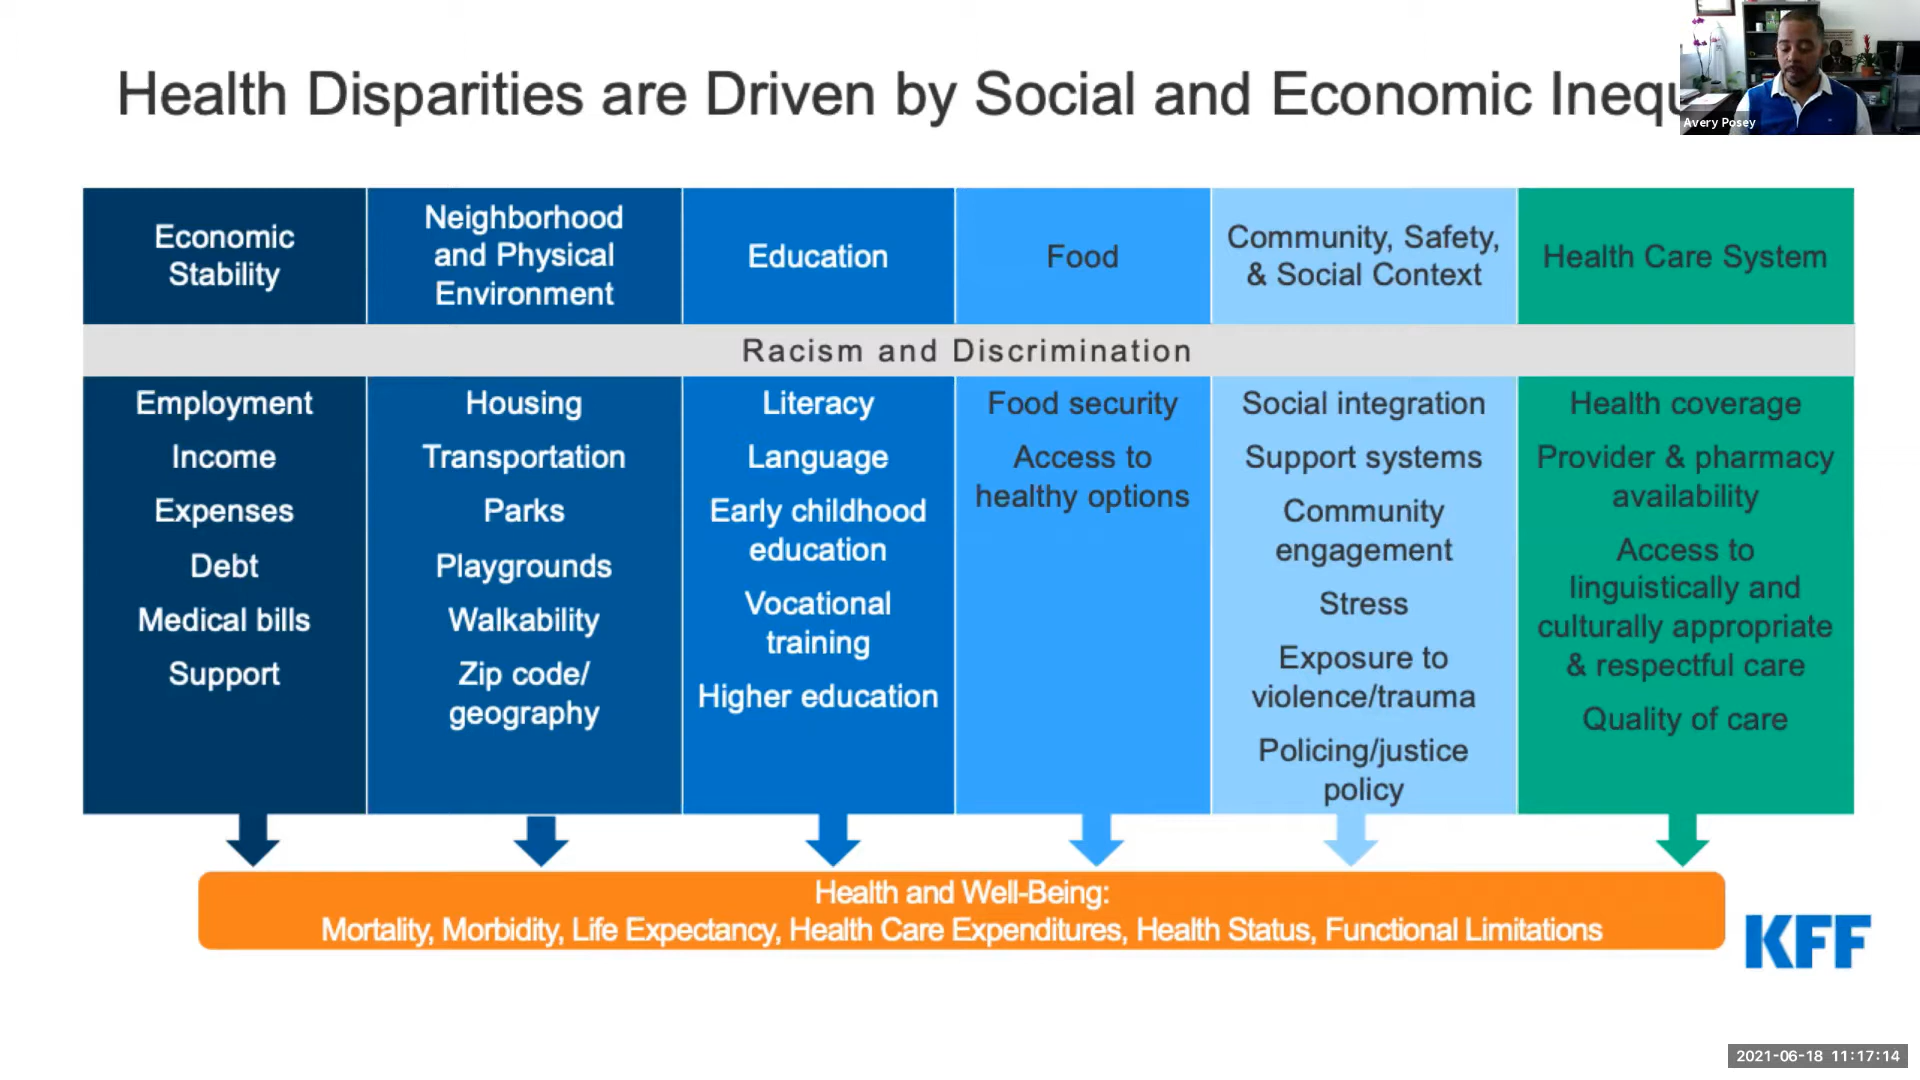 Health Disparities are Driven by Social and Economic Inequ
Avery Posey
Economic
Stability
Neighborhood
and Physical
Environment
Education
Food
Community, Safety,
& Social Context
Health Care System
Racism and Discrimination
Employment
Income
Expenses
Debt
Medical bills
Support
Housing
Transportation
Parks
Playgrounds
Walkability
Zip code/
geography
Literacy
Language
Early childhood
education
Vocational
training
Higher education
Food security
Access to
healthy options
Social integration
Support systems
Community
engagement
Stress
Exposure to
violence/trauma
Policing/justice
policy
Health coverage
Provider & pharmacy
availability
Access to
linguistically and
culturally appropriate
& respectful care
Quality of care
Health and Well-Being:
Mortality, Morbidity, Life Expectancy, Health Care Expenditures, Health Status, Functional Limitations
KFF
2021-06-18 11:17:14